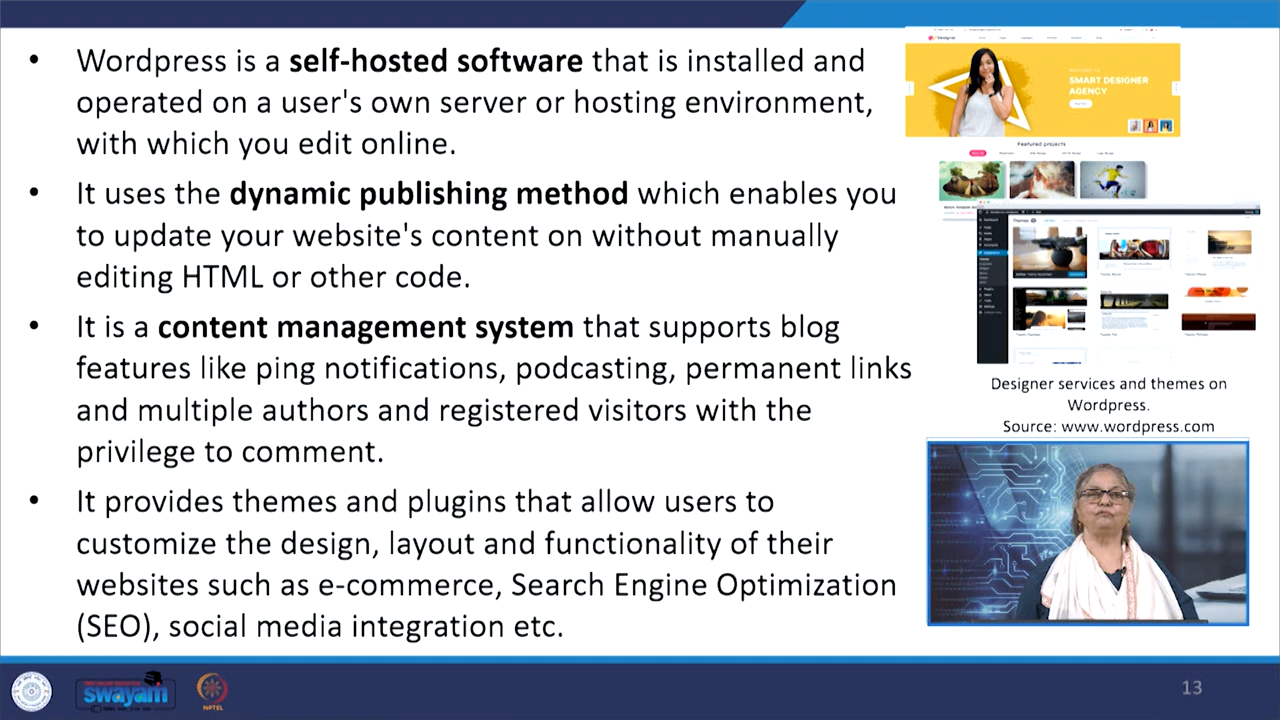 • Wordpress is a self-hosted software that is installed and
operated on a user's own server or hosting environment,
with which you edit online.
• It uses the dynamic publishing method which enables you
to update your website's content on without manually
editing HTML or other code.
• It is a content management system that supports blog
features like ping notifications, podcasting, permanent links
and multiple authors and registered visitors with the
privilege to comment.
• It provides themes and plugins that allow users to
customize the design, layout and functionality of their
websites such as e-commerce, Search Engine Optimization
(SEO), social media integration etc.
SMART DESIGNER
AGENCY
Featured projects
Designer services and themes on
Wordpress.
Source: www.wordpress.com
swayam
NPTEL
13